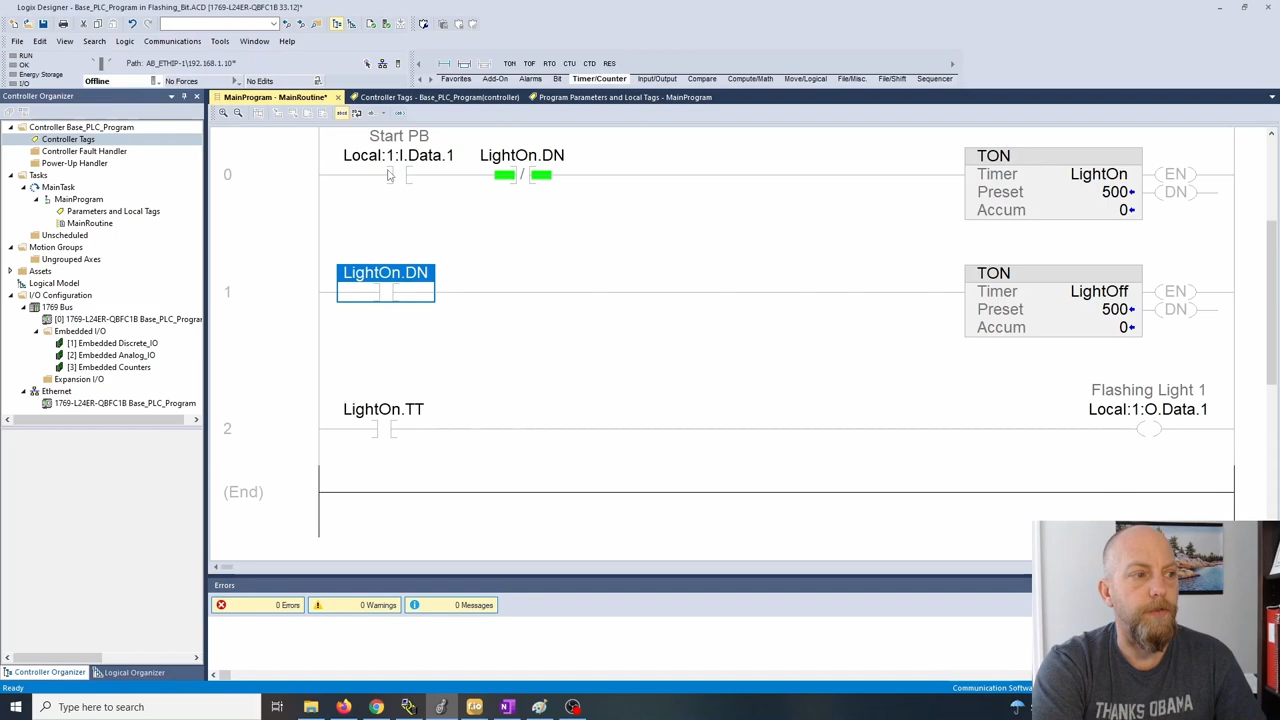 Logix Designer - Base_PLC_Program in Flashing_Bit.ACD [1769-L24ER-QBFC1B 33.12]*
File Edit View Search Logic Communications Tools Window Help
RUN
OK
Energy Storage
I/O
Path: AB_ETHIP-1\192.168.1.10*
Offline No Forces No Edits
TON TOF RTO CTU CTD RES
Favorites Add-On Alarms Bit Timer/Counter Input/Output Compare Compute/Math Move/Logical File/Misc. File/Shift Sequencer
Controller Organizer
MainProgram - MainRoutine* Controller Tags - Base_PLC_Program(controller) Program Parameters and Local Tags - MainProgram
Controller Base_PLC_Program
Controller Tags
Controller Fault Handler
Power-Up Handler
Tasks
MainTask
MainProgram
Parameters and Local Tags
MainRoutine
Unscheduled
Motion Groups
Ungrouped Axes
Assets
Logical Model
I/O Configuration
1769 Bus
[0] 1769-L24ER-QBFC1B Base_PLC_Program
Embedded I/O
[1] Embedded Discrete_IO
[2] Embedded Analog_IO
[3] Embedded Counters
Expansion I/O
Ethernet
1769-L24ER-QBFC1B Base_PLC_Program
Start PB
Local:1:I.Data.1 LightOn.DN
0
TON
Timer LightOn EN
Preset 500 DN
Accum 0
LightOn.DN
1
TON
Timer LightOff EN
Preset 500 DN
Accum 0
LightOn.TT
2
Flashing Light 1
Local:1:O.Data.1
(End)
Errors
0 Errors 0 Warnings 0 Messages
Controller Organizer Logical Organizer
Ready
Communication Softwa
Type here to search
THANKS OBAMA